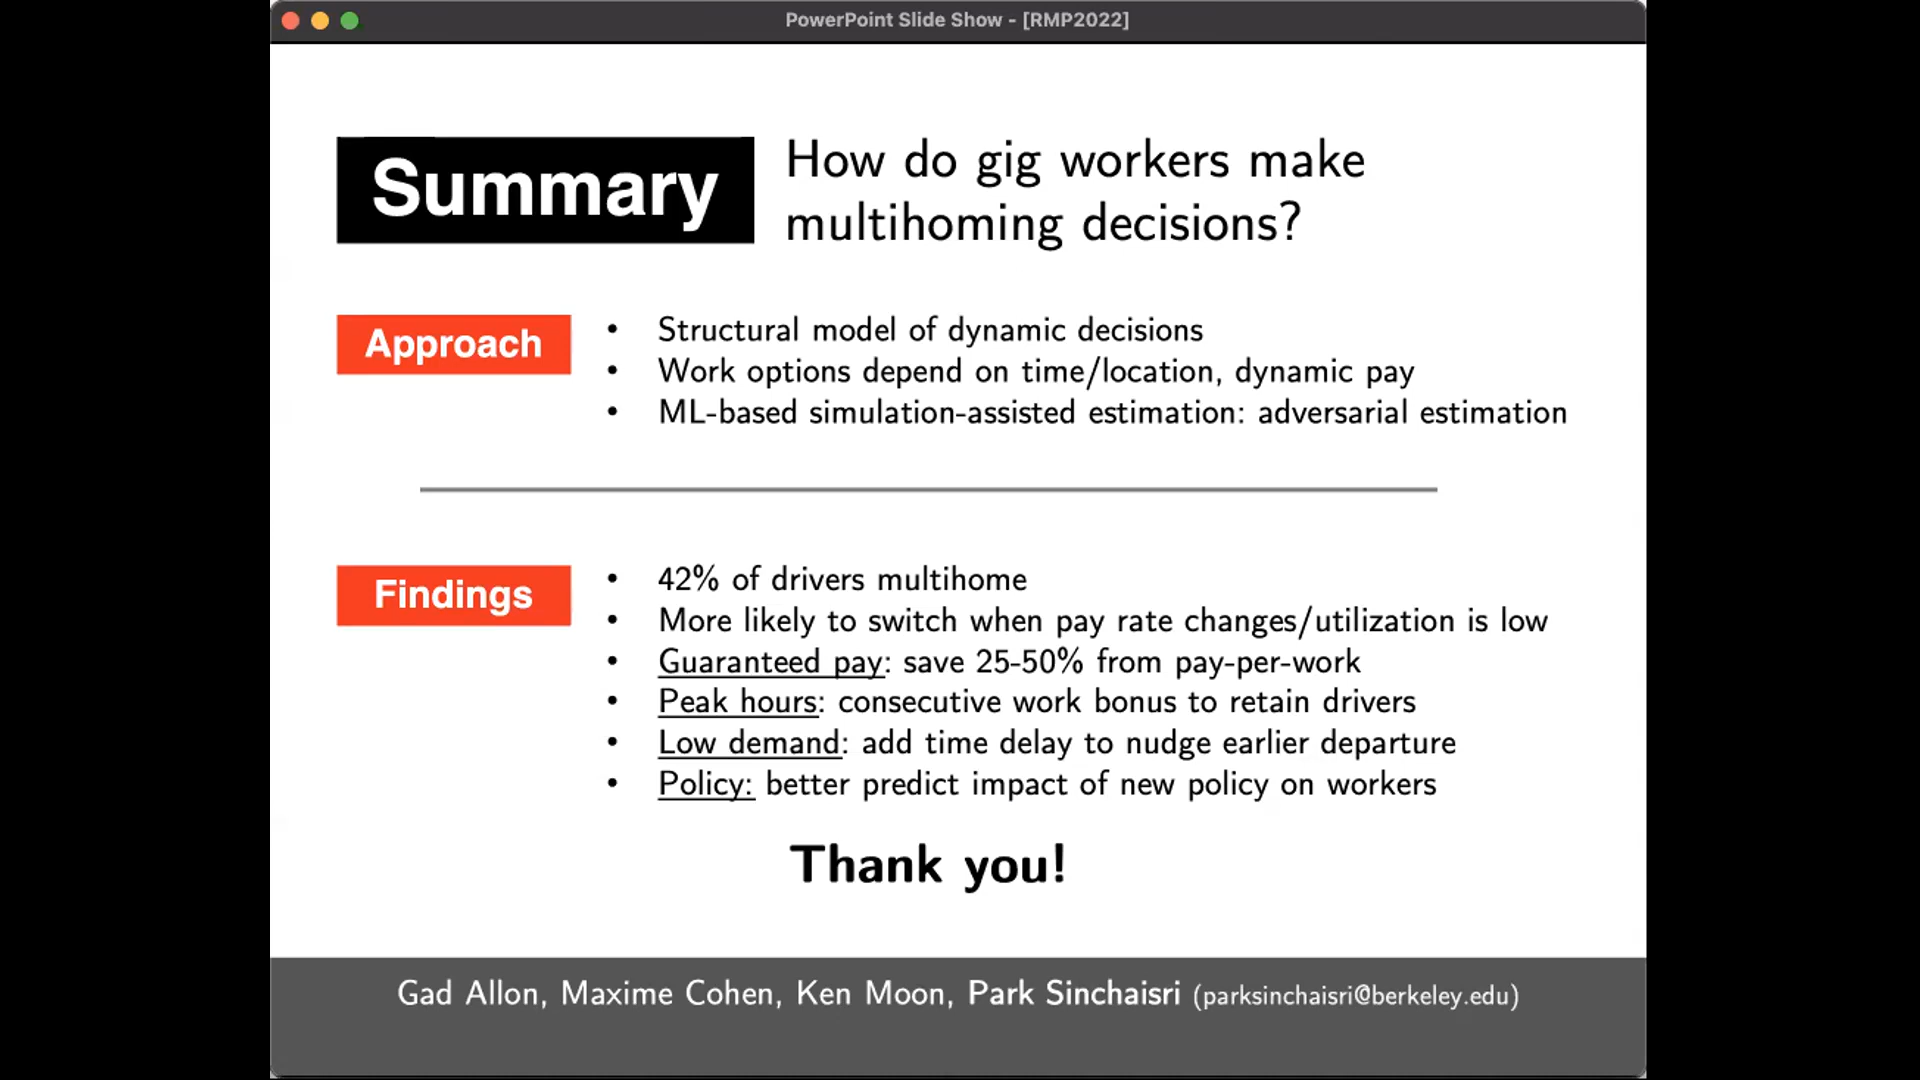 PowerPoint Slide Show - [RMP2022]
Summary
How do gig workers make
multihoming decisions?
Approach
• Structural model of dynamic decisions
• Work options depend on time/location, dynamic pay
• ML-based simulation-assisted estimation: adversarial estimation
Findings
• 42% of drivers multihome
• More likely to switch when pay rate changes/utilization is low
• Guaranteed pay: save 25-50% from pay-per-work
• Peak hours: consecutive work bonus to retain drivers
• Low demand: add time delay to nudge earlier departure
• Policy: better predict impact of new policy on workers
Thank you!
Gad Allon, Maxime Cohen, Ken Moon, Park Sinchaisri (parksinchaisri@berkeley.edu)